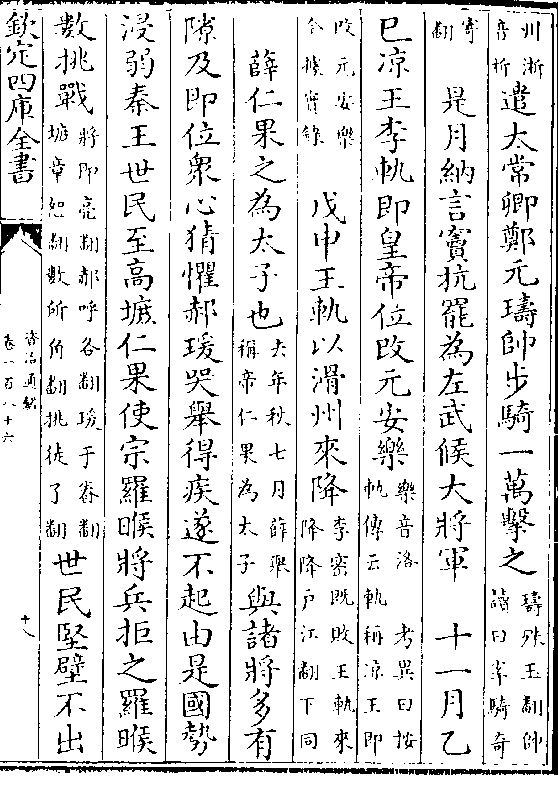 州淅音折遣太常卿鄭元璹帥步騎一萬擊之璹殊玉翻帥讀曰率騎奇
寄翻 是月納言竇抗罷為左武候大將軍 十一月乙
巳凉王李軌即皇帝位改元安樂樂音洛 考異曰按軌傳云軌稱凉王即
改元安樂今據實錄 戊申王軌以滑州來降李密既敗王軌來降降戶江翻下同
薛仁果之為太子也去年秋七月薛舉稱帝仁果為太子與諸將多有
隙及即位衆心猜懼郝瑗哭舉得疾遂不起由是國勢
浸弱秦王世民至高墌仁果使宗羅睺將兵拒之羅睺
數挑戰將即亮翻郝呼各翻瑗于眷翻墌章恕翻數所角翻挑徒了翻世民堅壁不出
欽定四庫全書
資治通鑑
卷一百八十六
十八